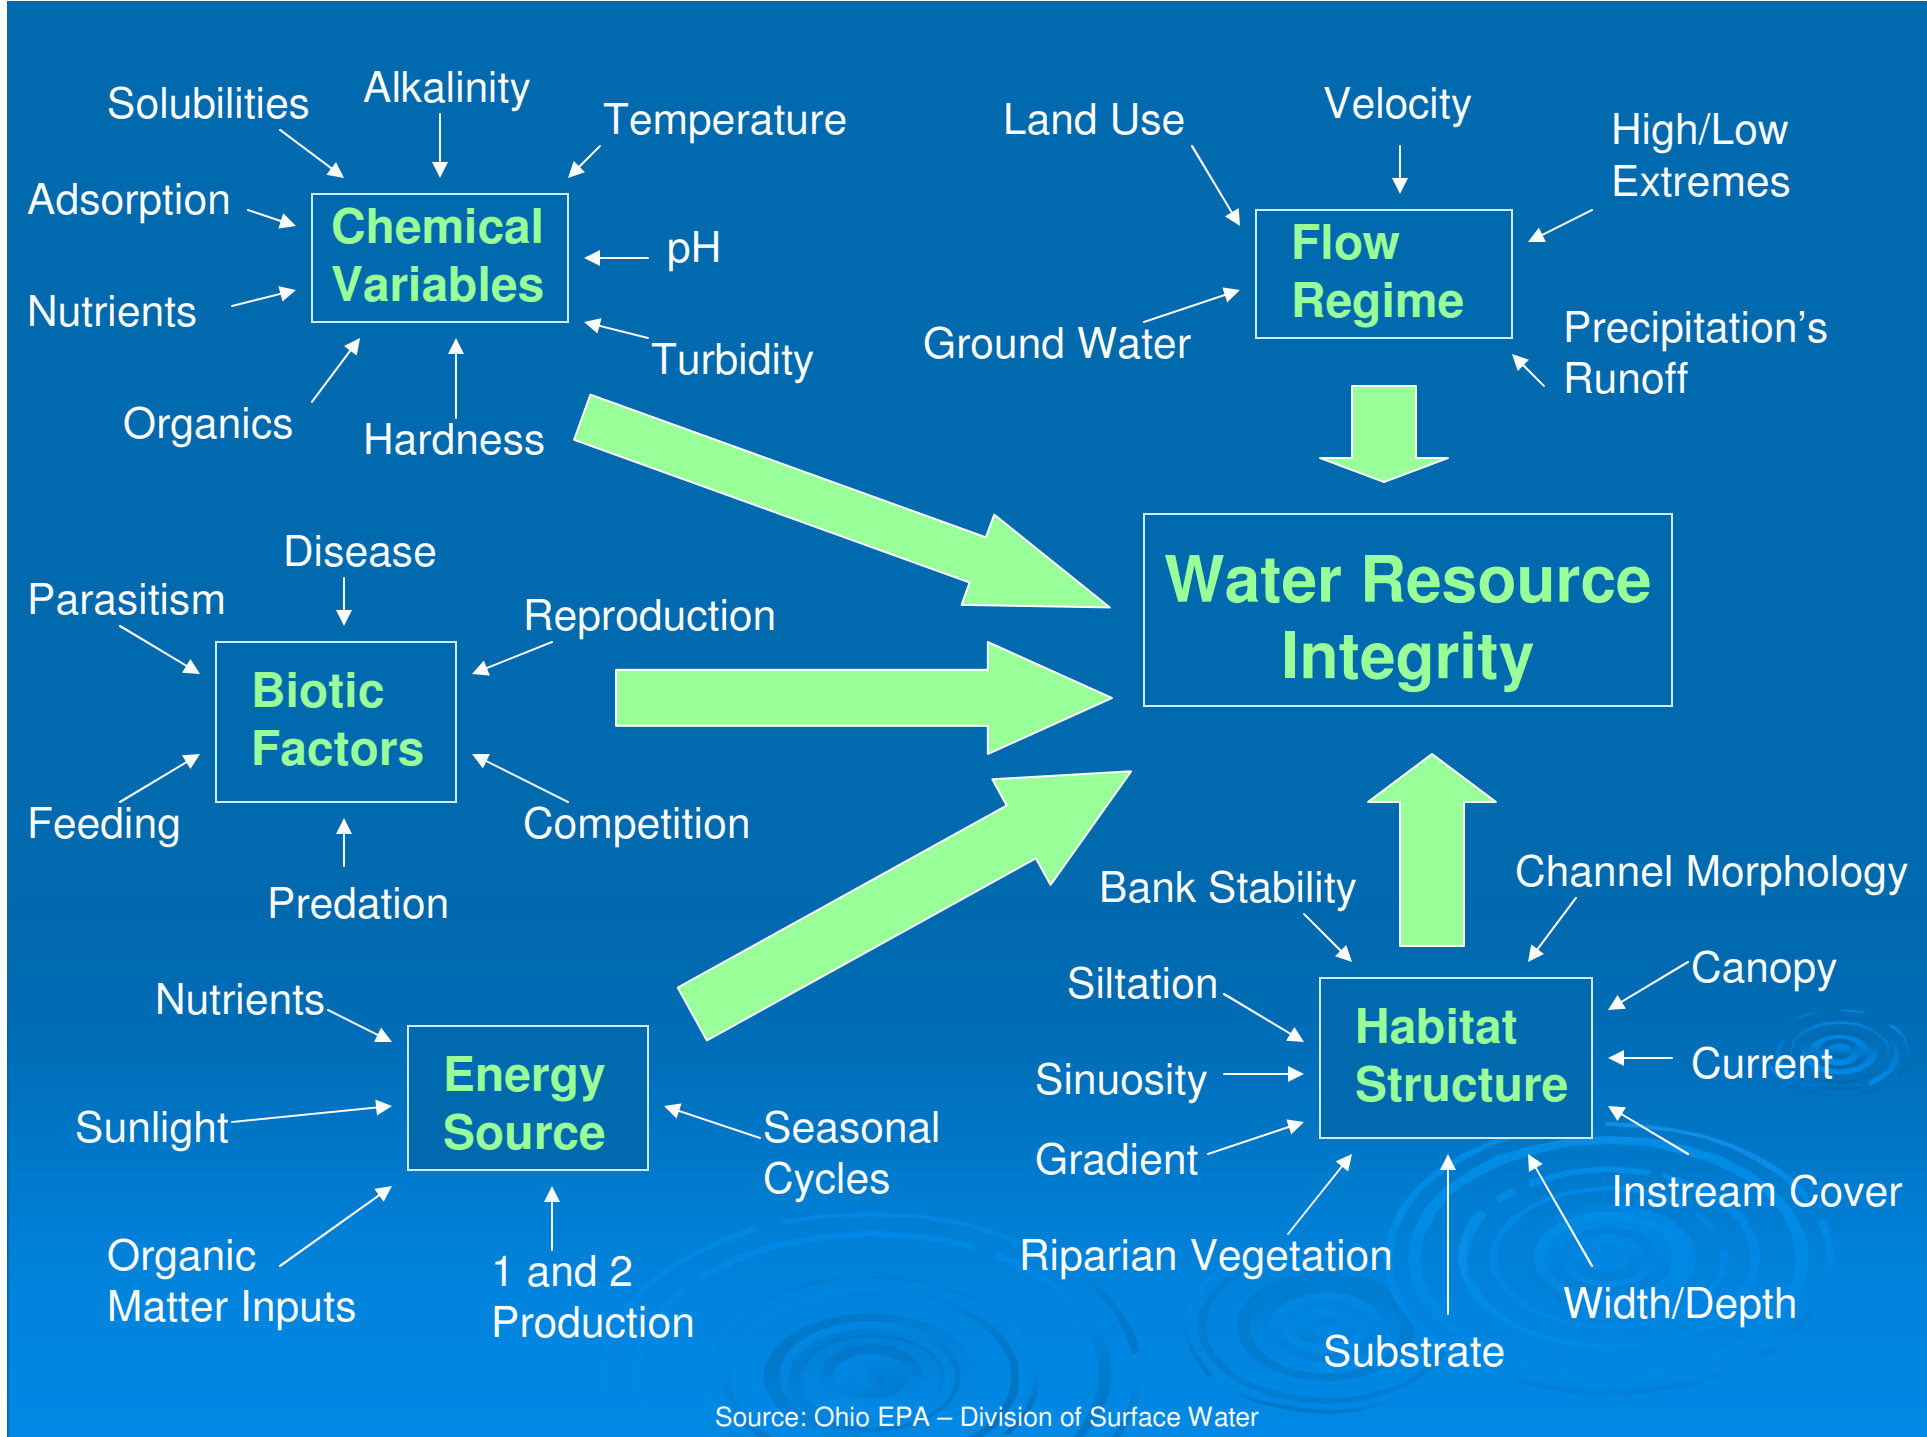 Solubilities
Alkalinity
Temperature
Adsorption
Chemical
Variables
pH
Nutrients
Turbidity
Organics
Hardness
Land Use
Velocity
High/Low
Extremes
Flow
Regime
Ground Water
Precipitation’s
Runoff
Water Resource
Integrity
Disease
Parasitism
Reproduction
Biotic
Factors
Feeding
Competition
Predation
Nutrients
Energy
Source
Sunlight
Seasonal
Cycles
Organic
Matter Inputs
1 and 2
Production
Bank Stability
Channel Morphology
Siltation
Canopy
Habitat
Structure
Sinuosity
Current
Gradient
Instream Cover
Riparian Vegetation
Width/Depth
Substrate
Source: Ohio EPA – Division of Surface Water